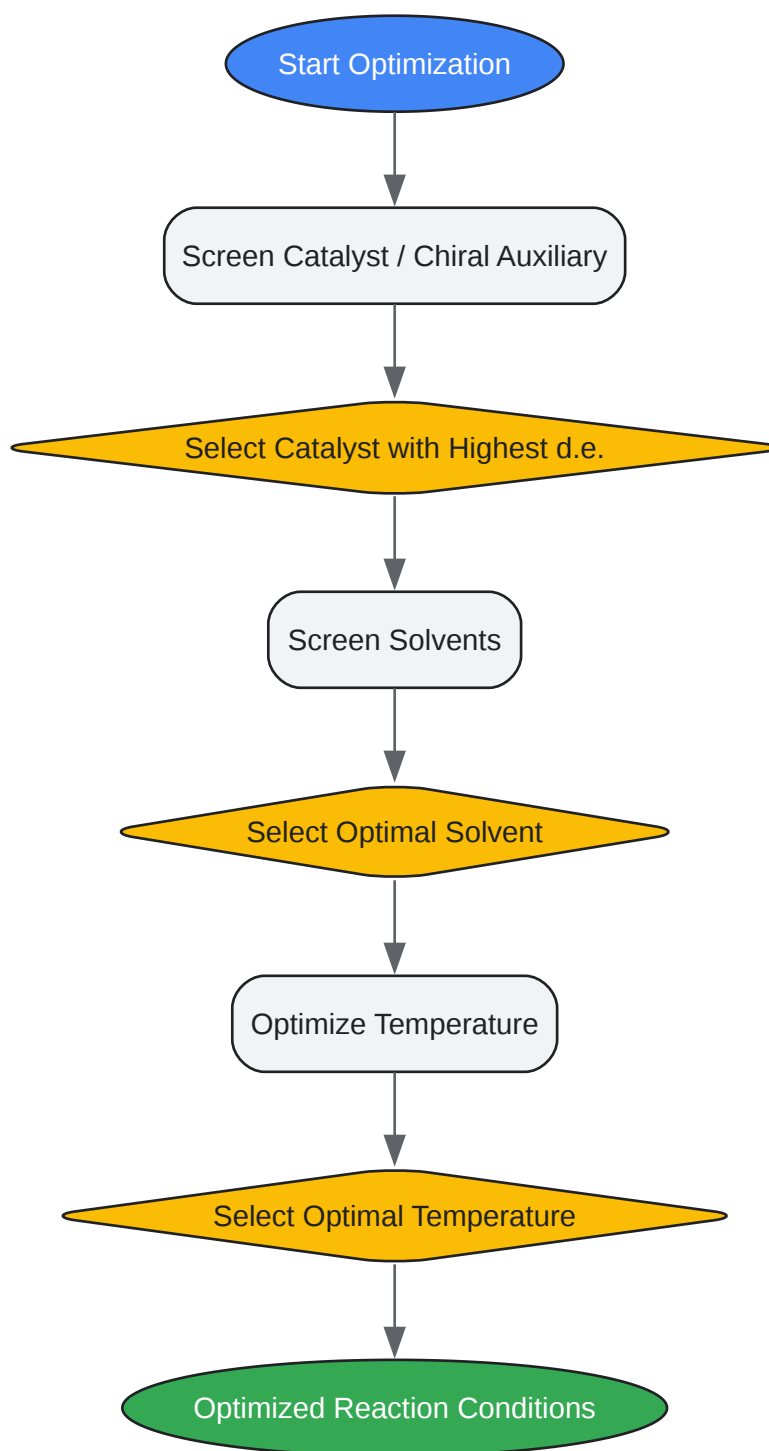 Start Optimization
Screen Catalyst / Chiral Auxiliary
Select Catalyst with Highest d.e.
Screen Solvents
Select Optimal Solvent
Optimize Temperature
Select Optimal Temperature
Optimized Reaction Conditions